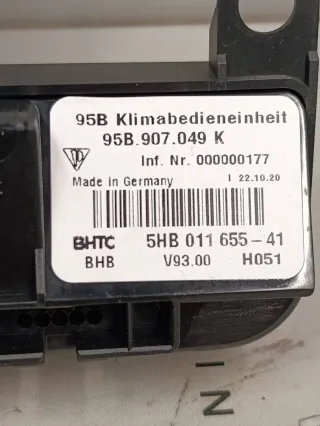 95B Klimabedieneinheit
95B.907.049 K
Inf. Nr. 000000177
Made in Germany I 22.10.20
BHTC 5HB 011 655-41
BHB V93.00 H051
N